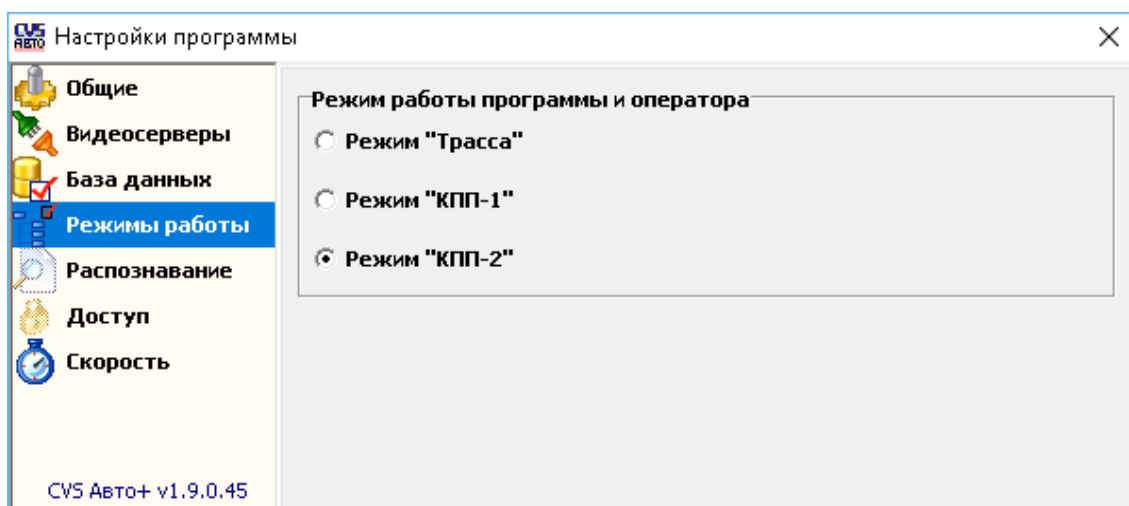 CVS
АВТО
Настройки программы
Общие
Видеосерверы
База данных
Режимы работы
Распознавание
Доступ
Скорость
CVS Авто+ v1.9.0.45
Режим работы программы и оператора
Режим "Трасса"
Режим "КПП-1"
Режим "КПП-2"